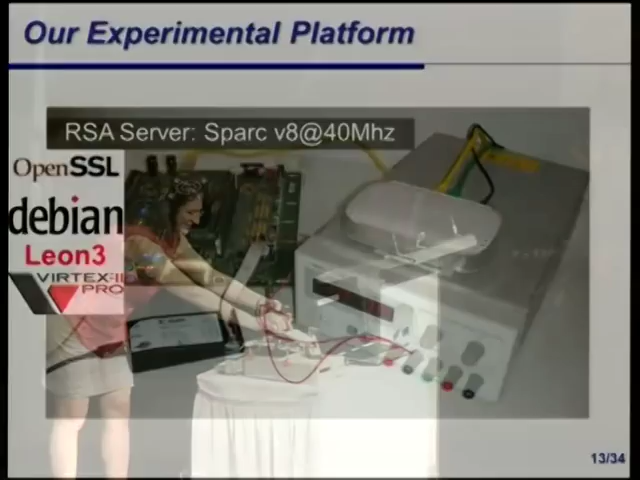 Our Experimental Platform
RSA Server: Sparc v8@40Mhz
OpenSSL
debian
Leon3
VIRTEX-II
PRO
13/34